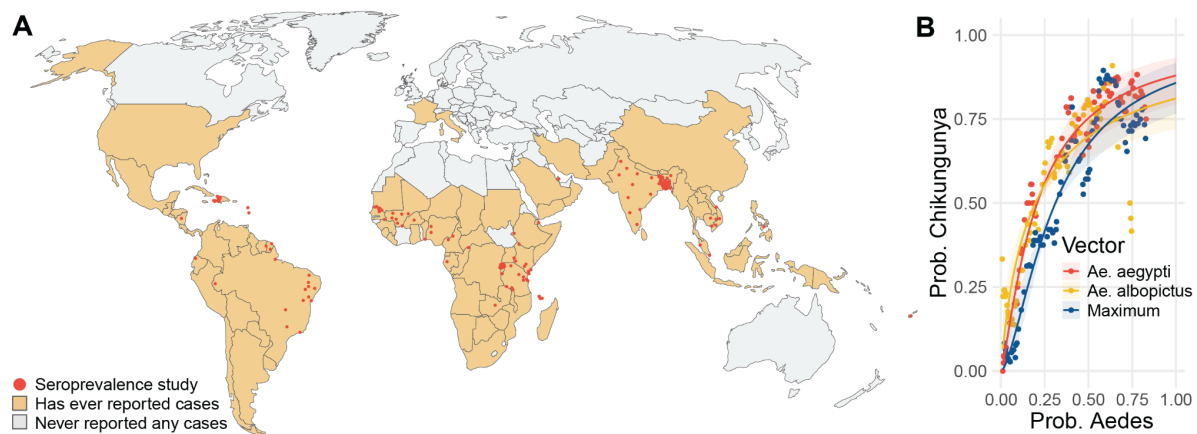 A
Seroprevalence study
Has ever reported cases
Never reported any cases
B
Prob. Chikungunya
1.00
0.75
0.50
0.25
0.00
Vector
Ae. aegypti
Ae. albopictus
Maximum
0.00 0.25 0.50 0.75 1.00
Prob. Aedes